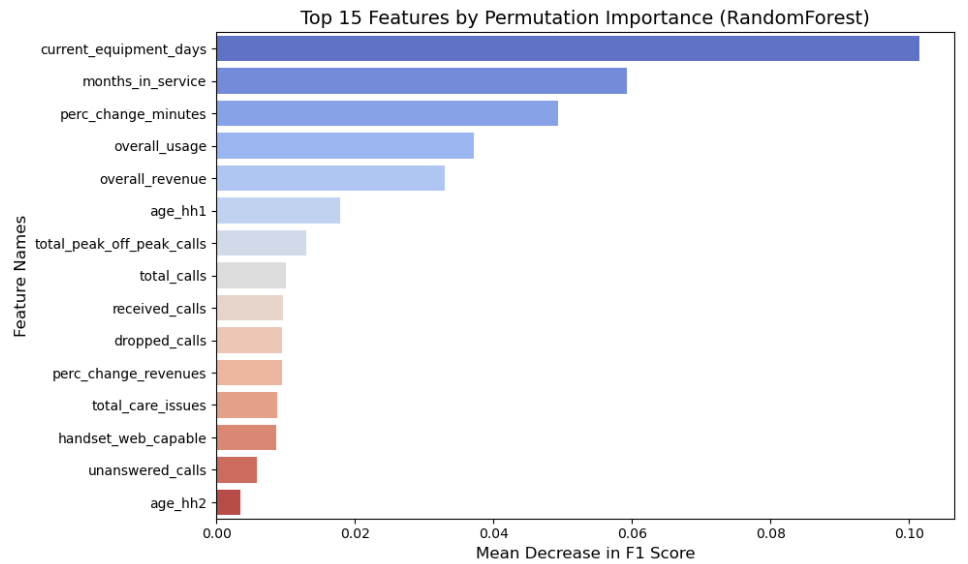 Top 15 Features by Permutation Importance (RandomForest)
Feature Names
current_equipment_days
months_in_service
perc_change_minutes
overall_usage
overall_revenue
age_hh1
total_peak_off_peak_calls
total_calls
received_calls
dropped_calls
perc_change_revenues
total_care_issues
handset_web_capable
unanswered_calls
age_hh2
0.00 0.02 0.04 0.06 0.08 0.10
Mean Decrease in F1 Score